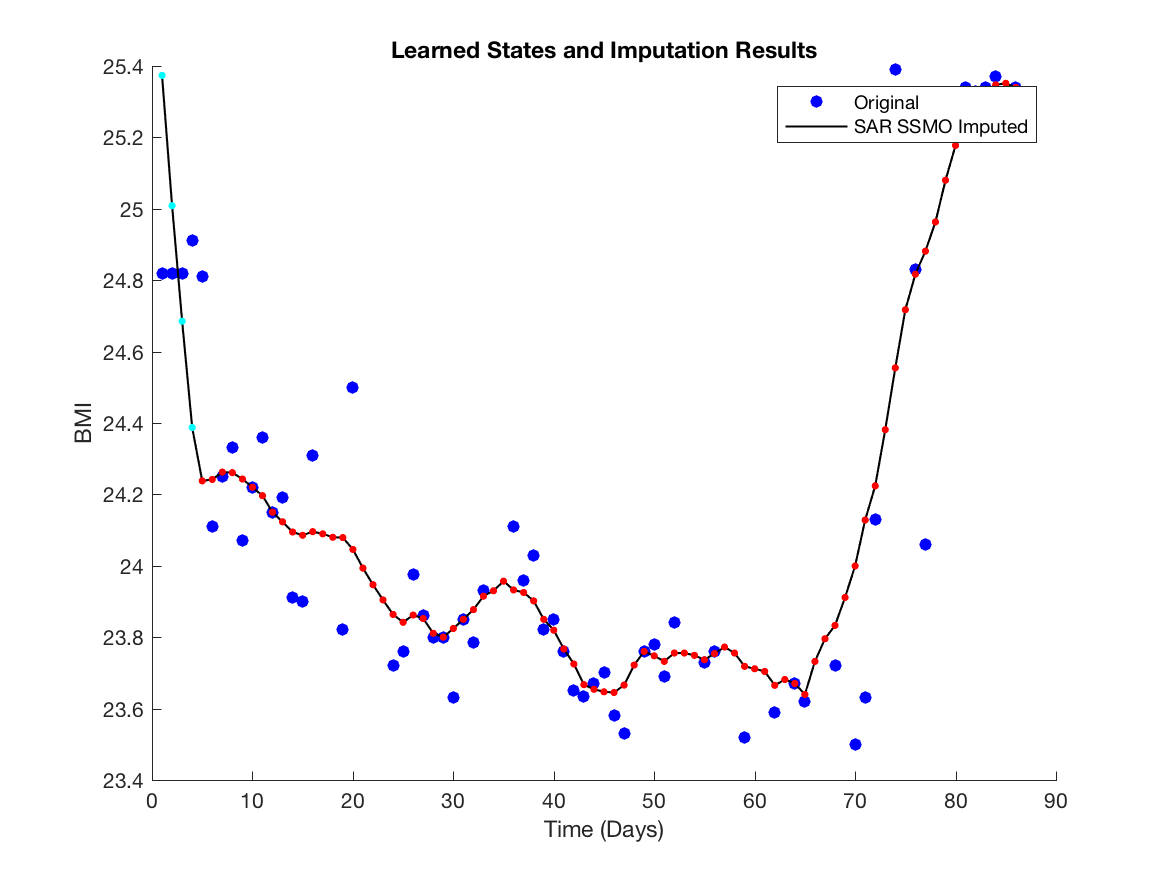 Learned States and Imputation Results
25.4
25.2
25
24.8
24.6
24.4
24.2
24
23.8
23.6
23.4
BMI
Original
SAR SSMO Imputed
0 10 20 30 40 50 60 70 80 90
Time (Days)